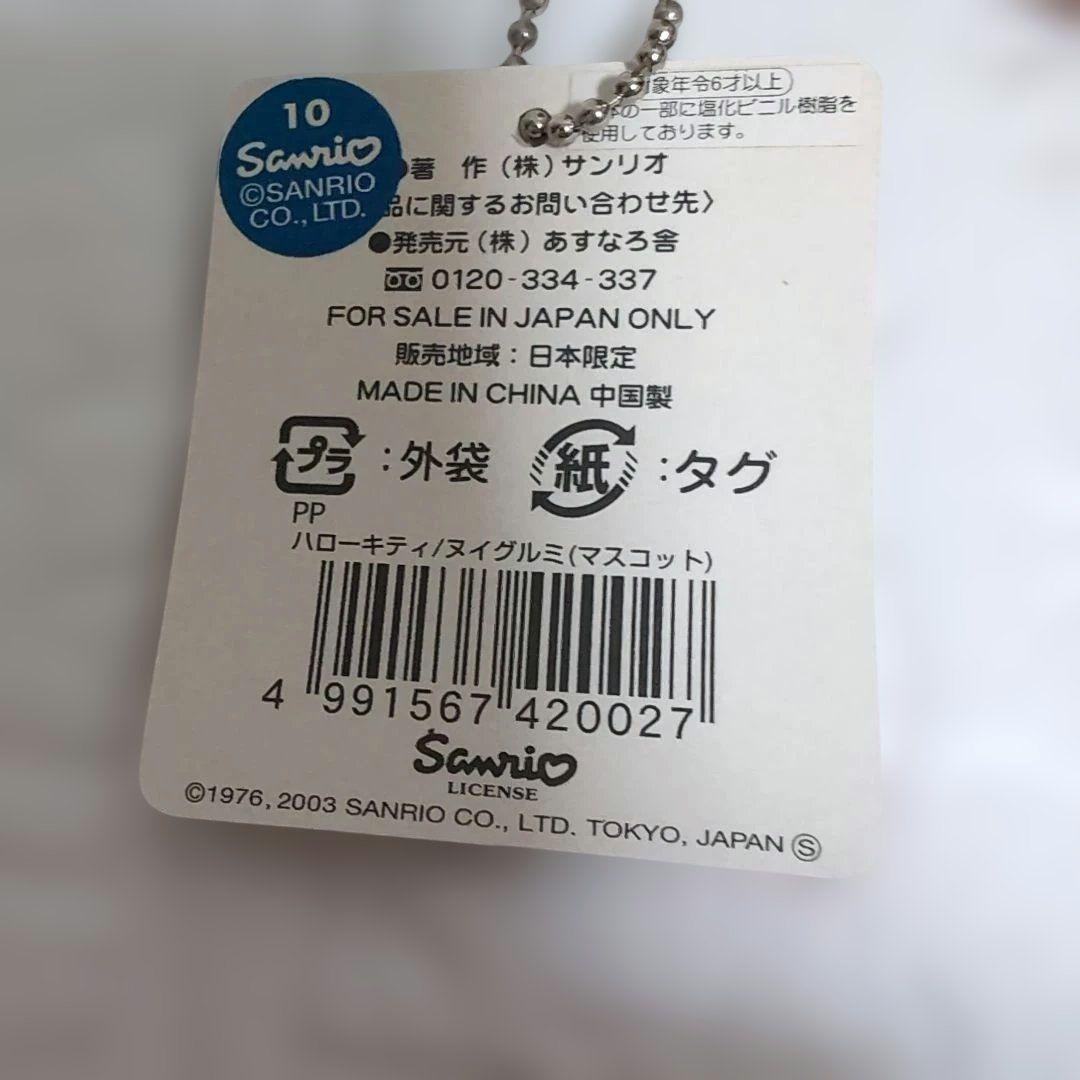 10
Sanrio
©SANRIO
CO., LTD.
象年令6才以上
の一部に塩化ビニル樹脂を
使用しております。
著 作(株)サンリオ
品に関するお問い合わせ先〉
●発売元(株)あすなろ舎
0120-334-337
FOR SALE IN JAPAN ONLY
販売地域:日本限定
MADE IN CHINA 中国製
プラ:外袋 紙:タグ
PP
ハローキティ/ヌイグルミ(マスコット)
4 991567 420027
Sanrio
LICENSE
©1976, 2003 SANRIO CO., LTD. TOKYO, JAPAN Ⓢ